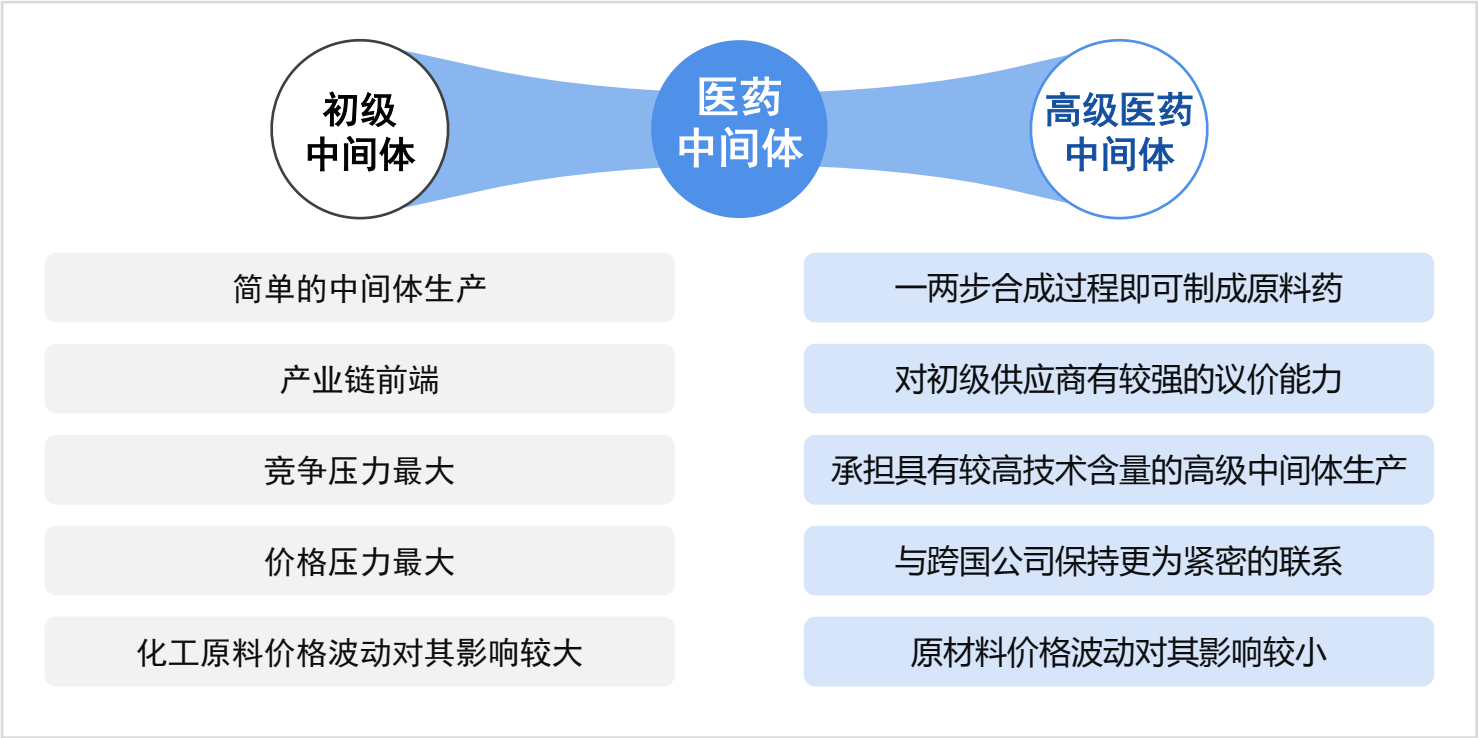 初级
中间体
医药
中间体
高级医药
中间体
简单的中间体生产
一两步合成过程即可制成原料药
产业链前端
对初级供应商有较强的议价能力
竞争压力最大
承担具有较高技术含量的高级中间体生产
价格压力最大
与跨国公司保持更为紧密的联系
化工原料价格波动对其影响较大
原材料价格波动对其影响较小